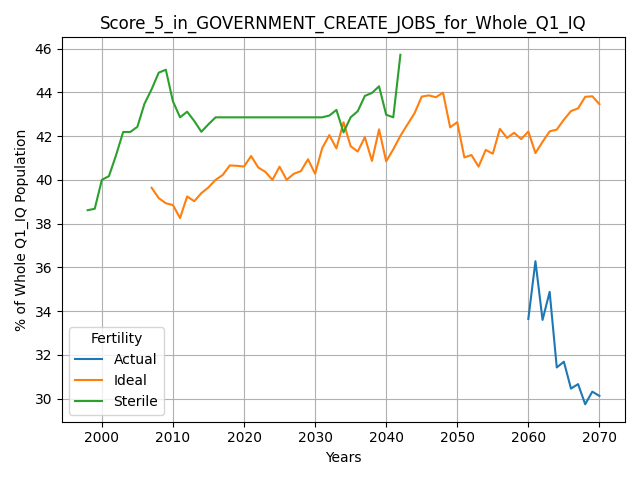 Score_5_in_GOVERNMENT_CREATE_JOBS_for_Whole_Q1_IQ
% of Whole Q1_IQ Population
46
44
42
40
38
36
34
32
30
Fertility
Actual
Ideal
Sterile
2000 2010 2020 2030 2040 2050 2060 2070
Years